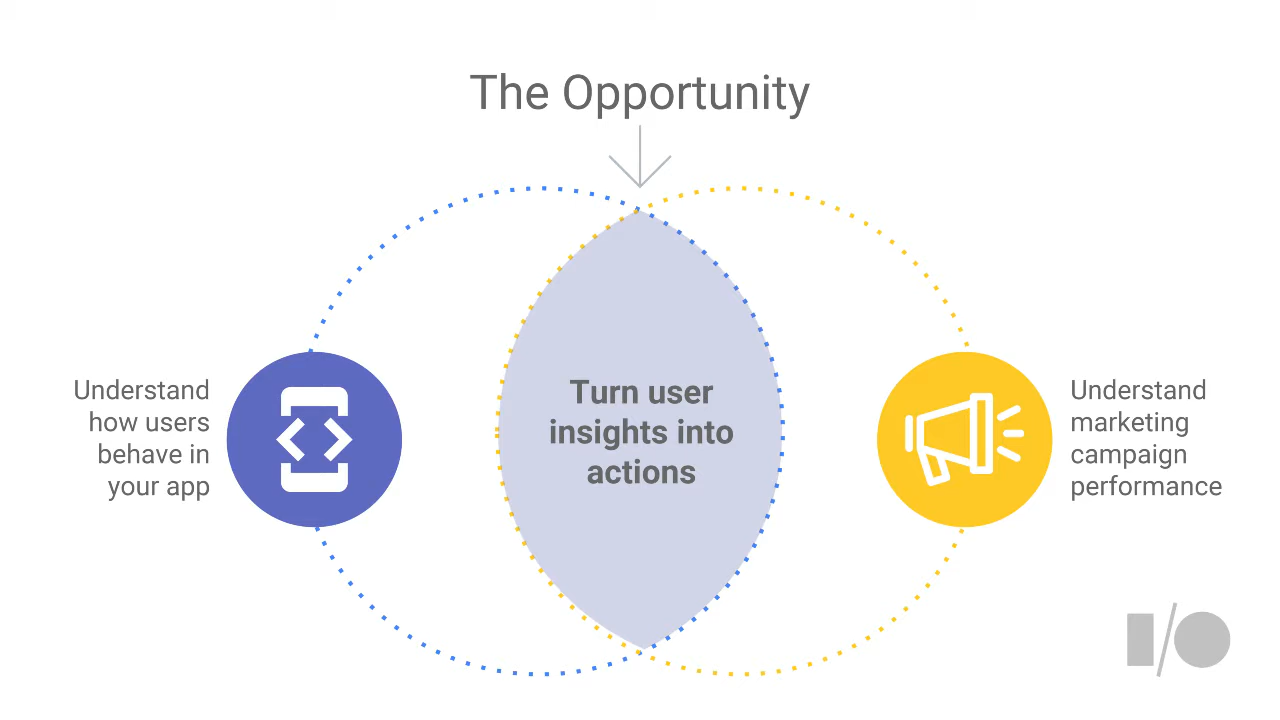 The Opportunity
Understand
how users
behave in
your app
Turn user
insights into
actions
Understand
marketing
campaign
performance
I/O